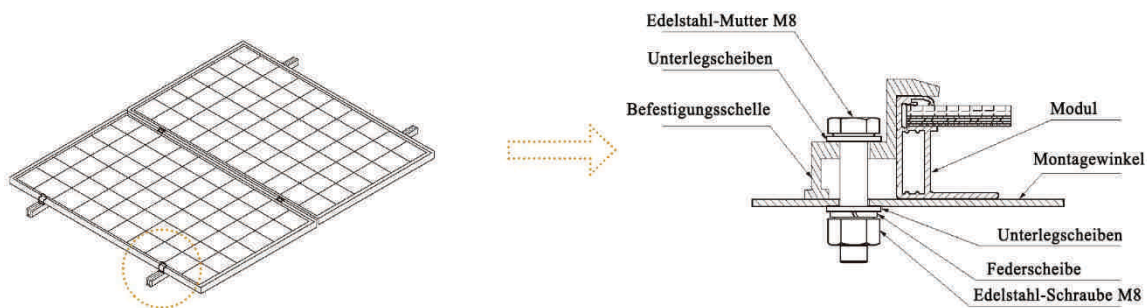 Edelstahl-Mutter M8
Unterlegscheiben
Befestigungsschelle
Modul
Montagewinkel
Unterlegscheiben
Federscheibe
Edelstahl-Schraube M8